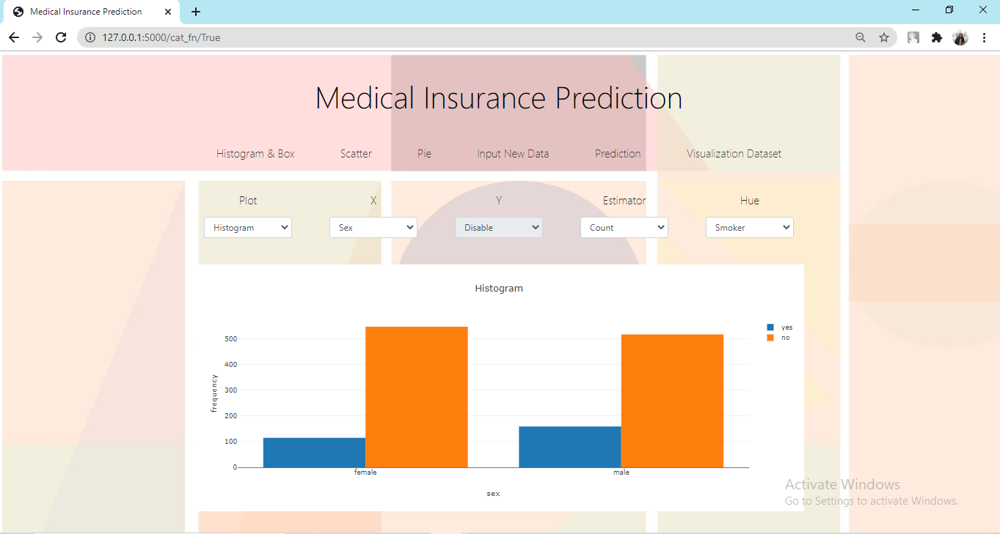 Medical Insurance Prediction
127.0.0.1:5000/cat_fn/True
Medical Insurance Prediction
Histogram & Box Scatter Pie Input New Data Prediction Visualization Dataset
Plot X Y Estimator Hue
Histogram Sex Disable Count Smoker
Histogram
yes
no
500
400
300
200
100
0
frequency
female male
sex
Activate Windows
Go to Settings to activate Windows.